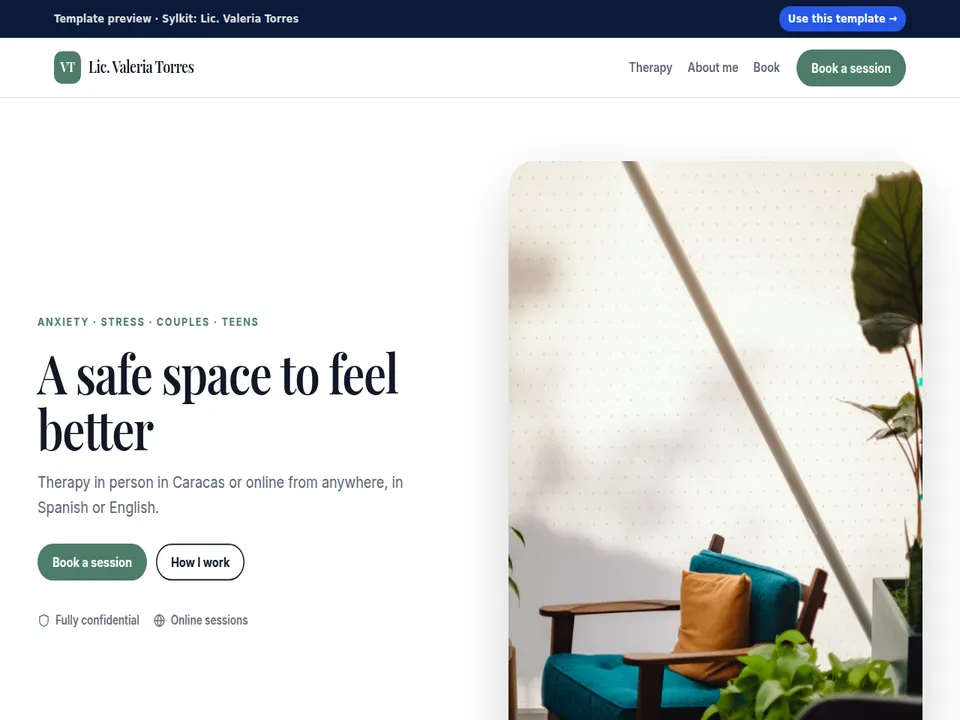 Template preview · Sylkit: Lic. Valeria Torres
Use this template →
VT
Lic. Valeria Torres
Therapy
About me
Book
Book a session
ANXIETY · STRESS · COUPLES · TEENS
A safe space to feel
better
Therapy in person in Caracas or online from anywhere, in
Spanish or English.
Book a session
How I work
Fully confidential
Online sessions